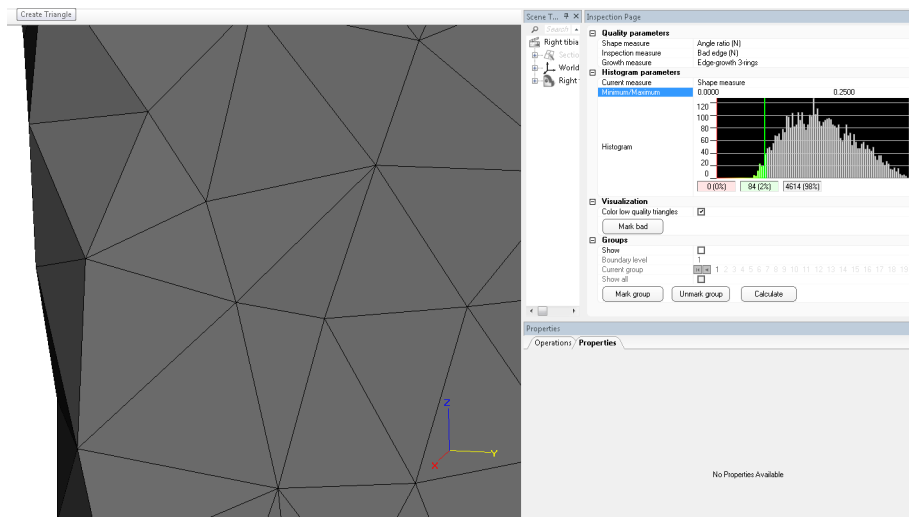 Create Triangle
Scene T...
Inspection Page
Search
Quality parameters
Right tibia
Shape measure Angle ratio (N)
Sectio
Inspection measure Bad edge (N)
World
Growth measure Edge-growth 3-rings
Right
Histogram parameters
Current measure Shape measure
Minimum/Maximum 0.0000 0.2500
120
100
80
60
40
20
0
Histogram
0 (0%) 84 (2%) 4614 (98%)
Visualization
Color low quality triangles
Mark bad
Groups
Show
Boundary level 1
Current group 1 2 3 4 5 6 7 8 9 10 11 12 13 14 15 16 17 18 19
Show all
Mark group Unmark group Calculate
Properties
Operations Properties
Z
Y
X
No Properties Available